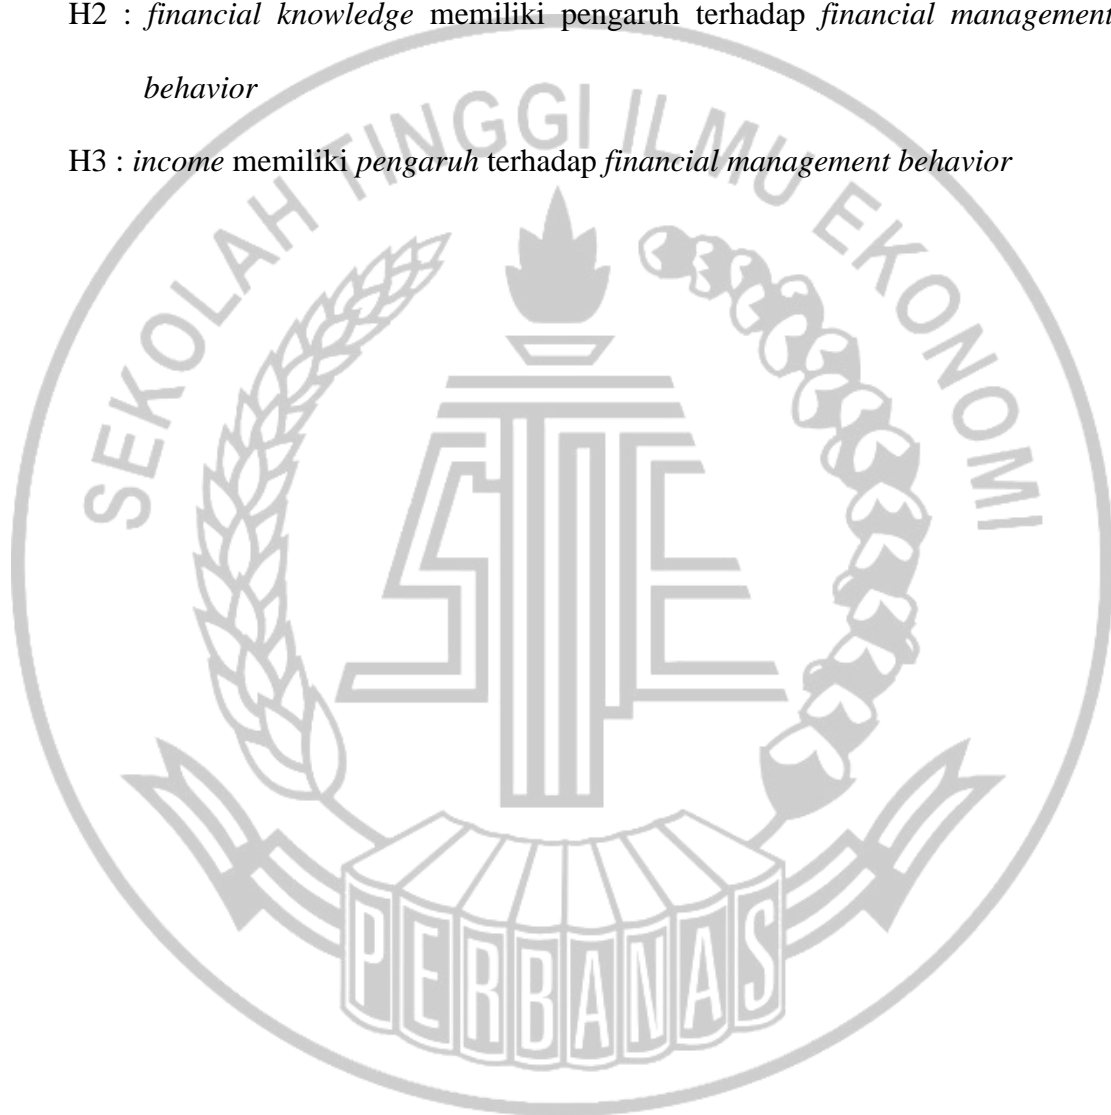 H2 : financial knowledge memiliki pengaruh terhadap financial management
behavior
H3 : income memiliki pengaruh terhadap financial management behavior
SEKOLAH TINGGI ILMU EKONOMI
STIE
PERBANAS